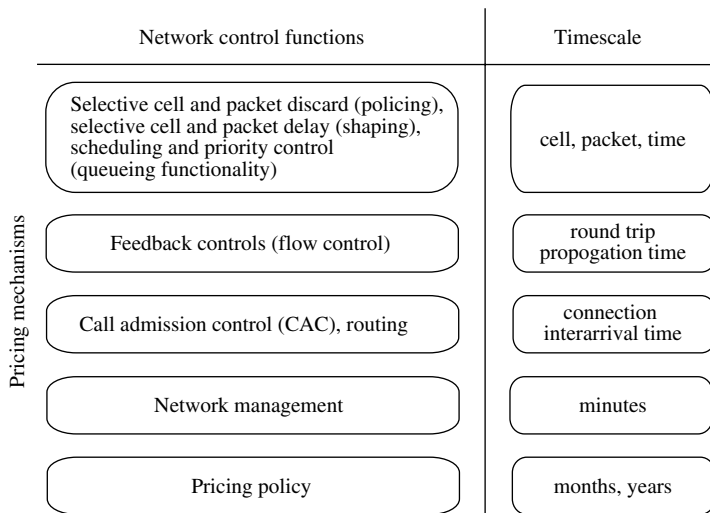 Network control functions
Timescale
Selective cell and packet discard (policing),
selective cell and packet delay (shaping),
scheduling and priority control
(queueing functionality)
cell, packet, time
Pricing mechanisms
Feedback controls (flow control)
round trip
propogation time
Call admission control (CAC), routing
connection
interarrival time
Network management
minutes
Pricing policy
months, years